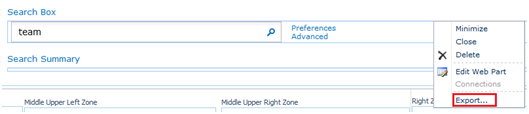 Search Box
team
Preferences
Advanced
Search Summary
Minimize
Close
Delete
Edit Web Part
Connections
Export...
Middle Upper Left Zone
Middle Upper Right Zone
Right Z